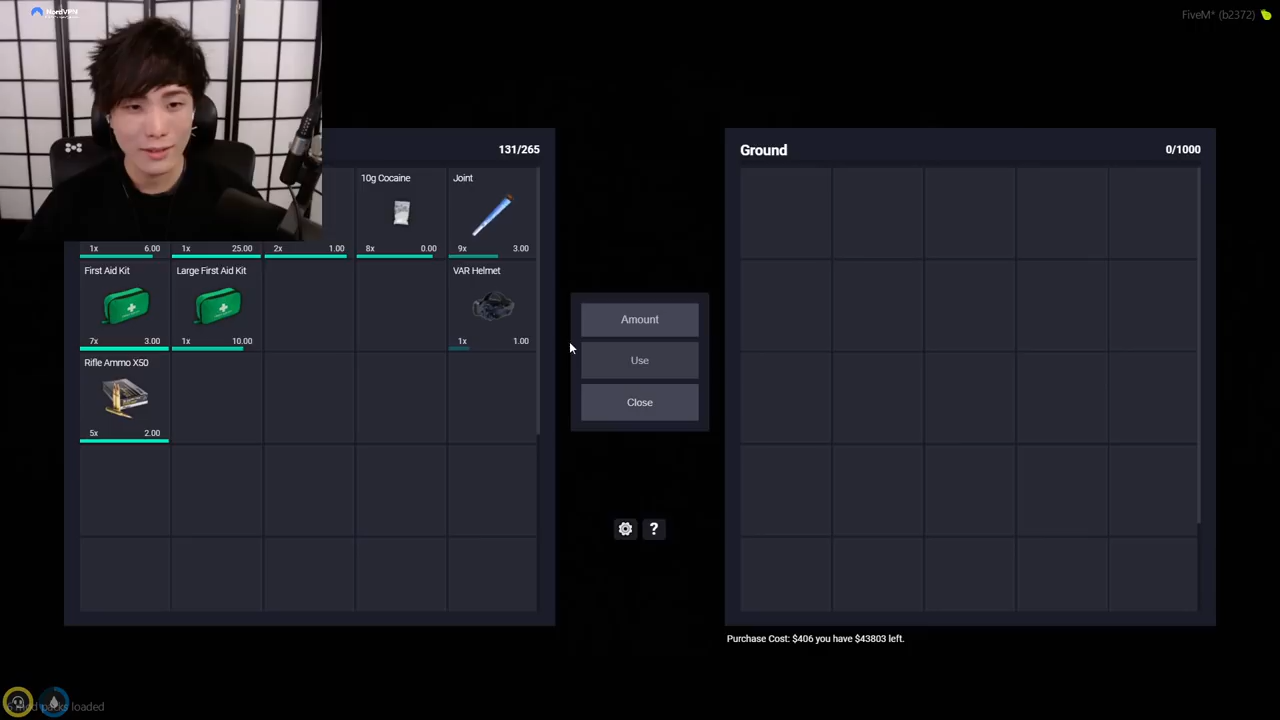 NordVPN
FiveM* (b2372)
131/265
Ground
0/1000
10g Cocaine
Joint
1x 6.00
1x 25.00
2x 1.00
8x 0.00
9x 3.00
First Aid Kit
Large First Aid Kit
VAR Helmet
7x 3.00
1x 10.00
1x 1.00
Rifle Ammo X50
5x 2.00
Amount
Use
Close
?
Purchase Cost: $406 you have $43803 left.
mod packs loaded